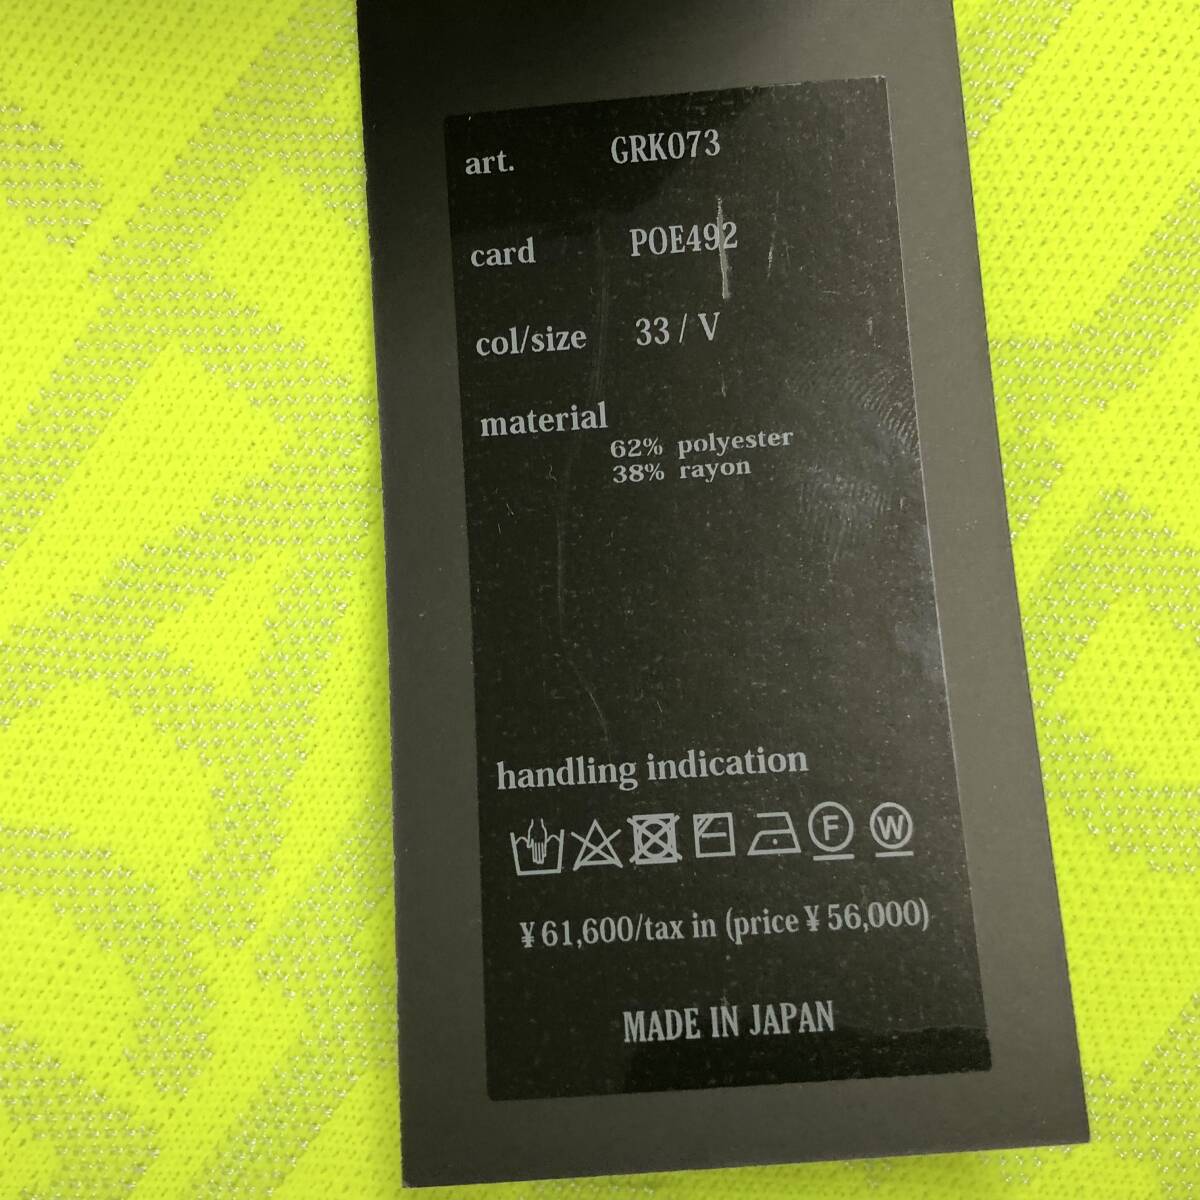 art. GRK073
card POE492
col/size 33 / V
material
62% polyester
38% rayon
handling indication
F W
¥61,600/tax in (price ¥56,000)
MADE IN JAPAN